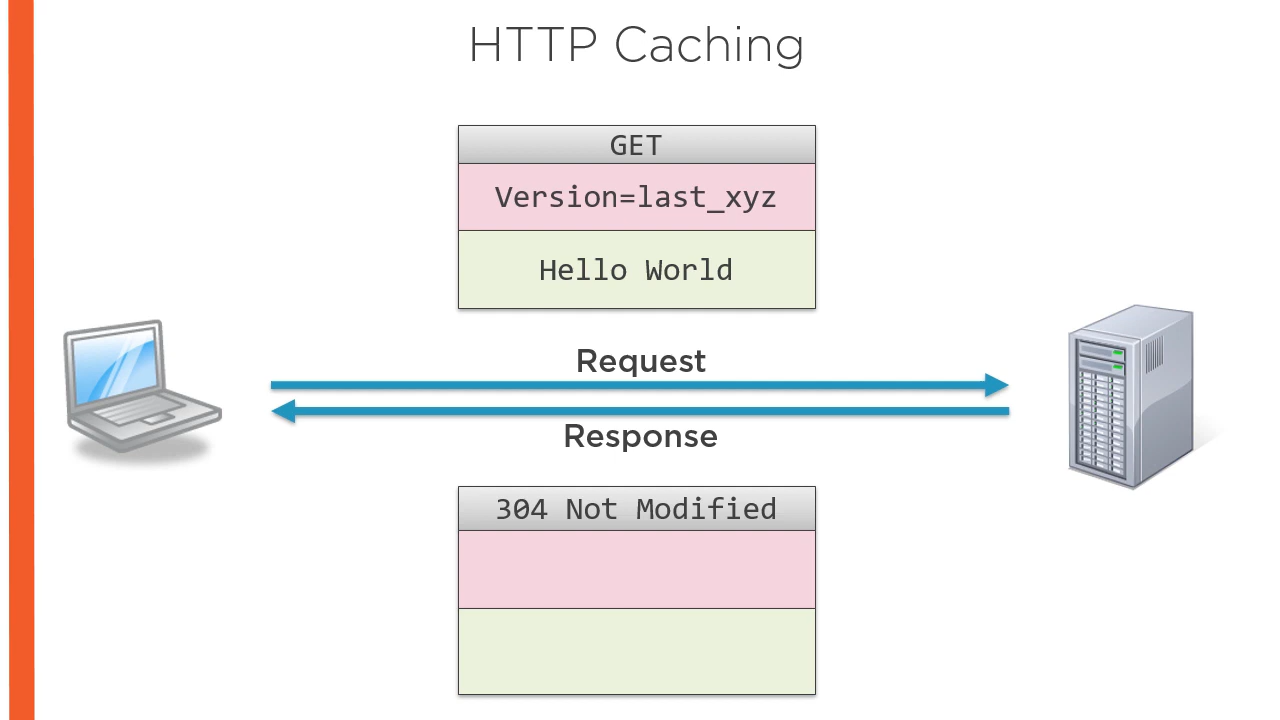 HTTP Caching
GET
Version=last_xyz
Hello World
Request
Response
304 Not Modified